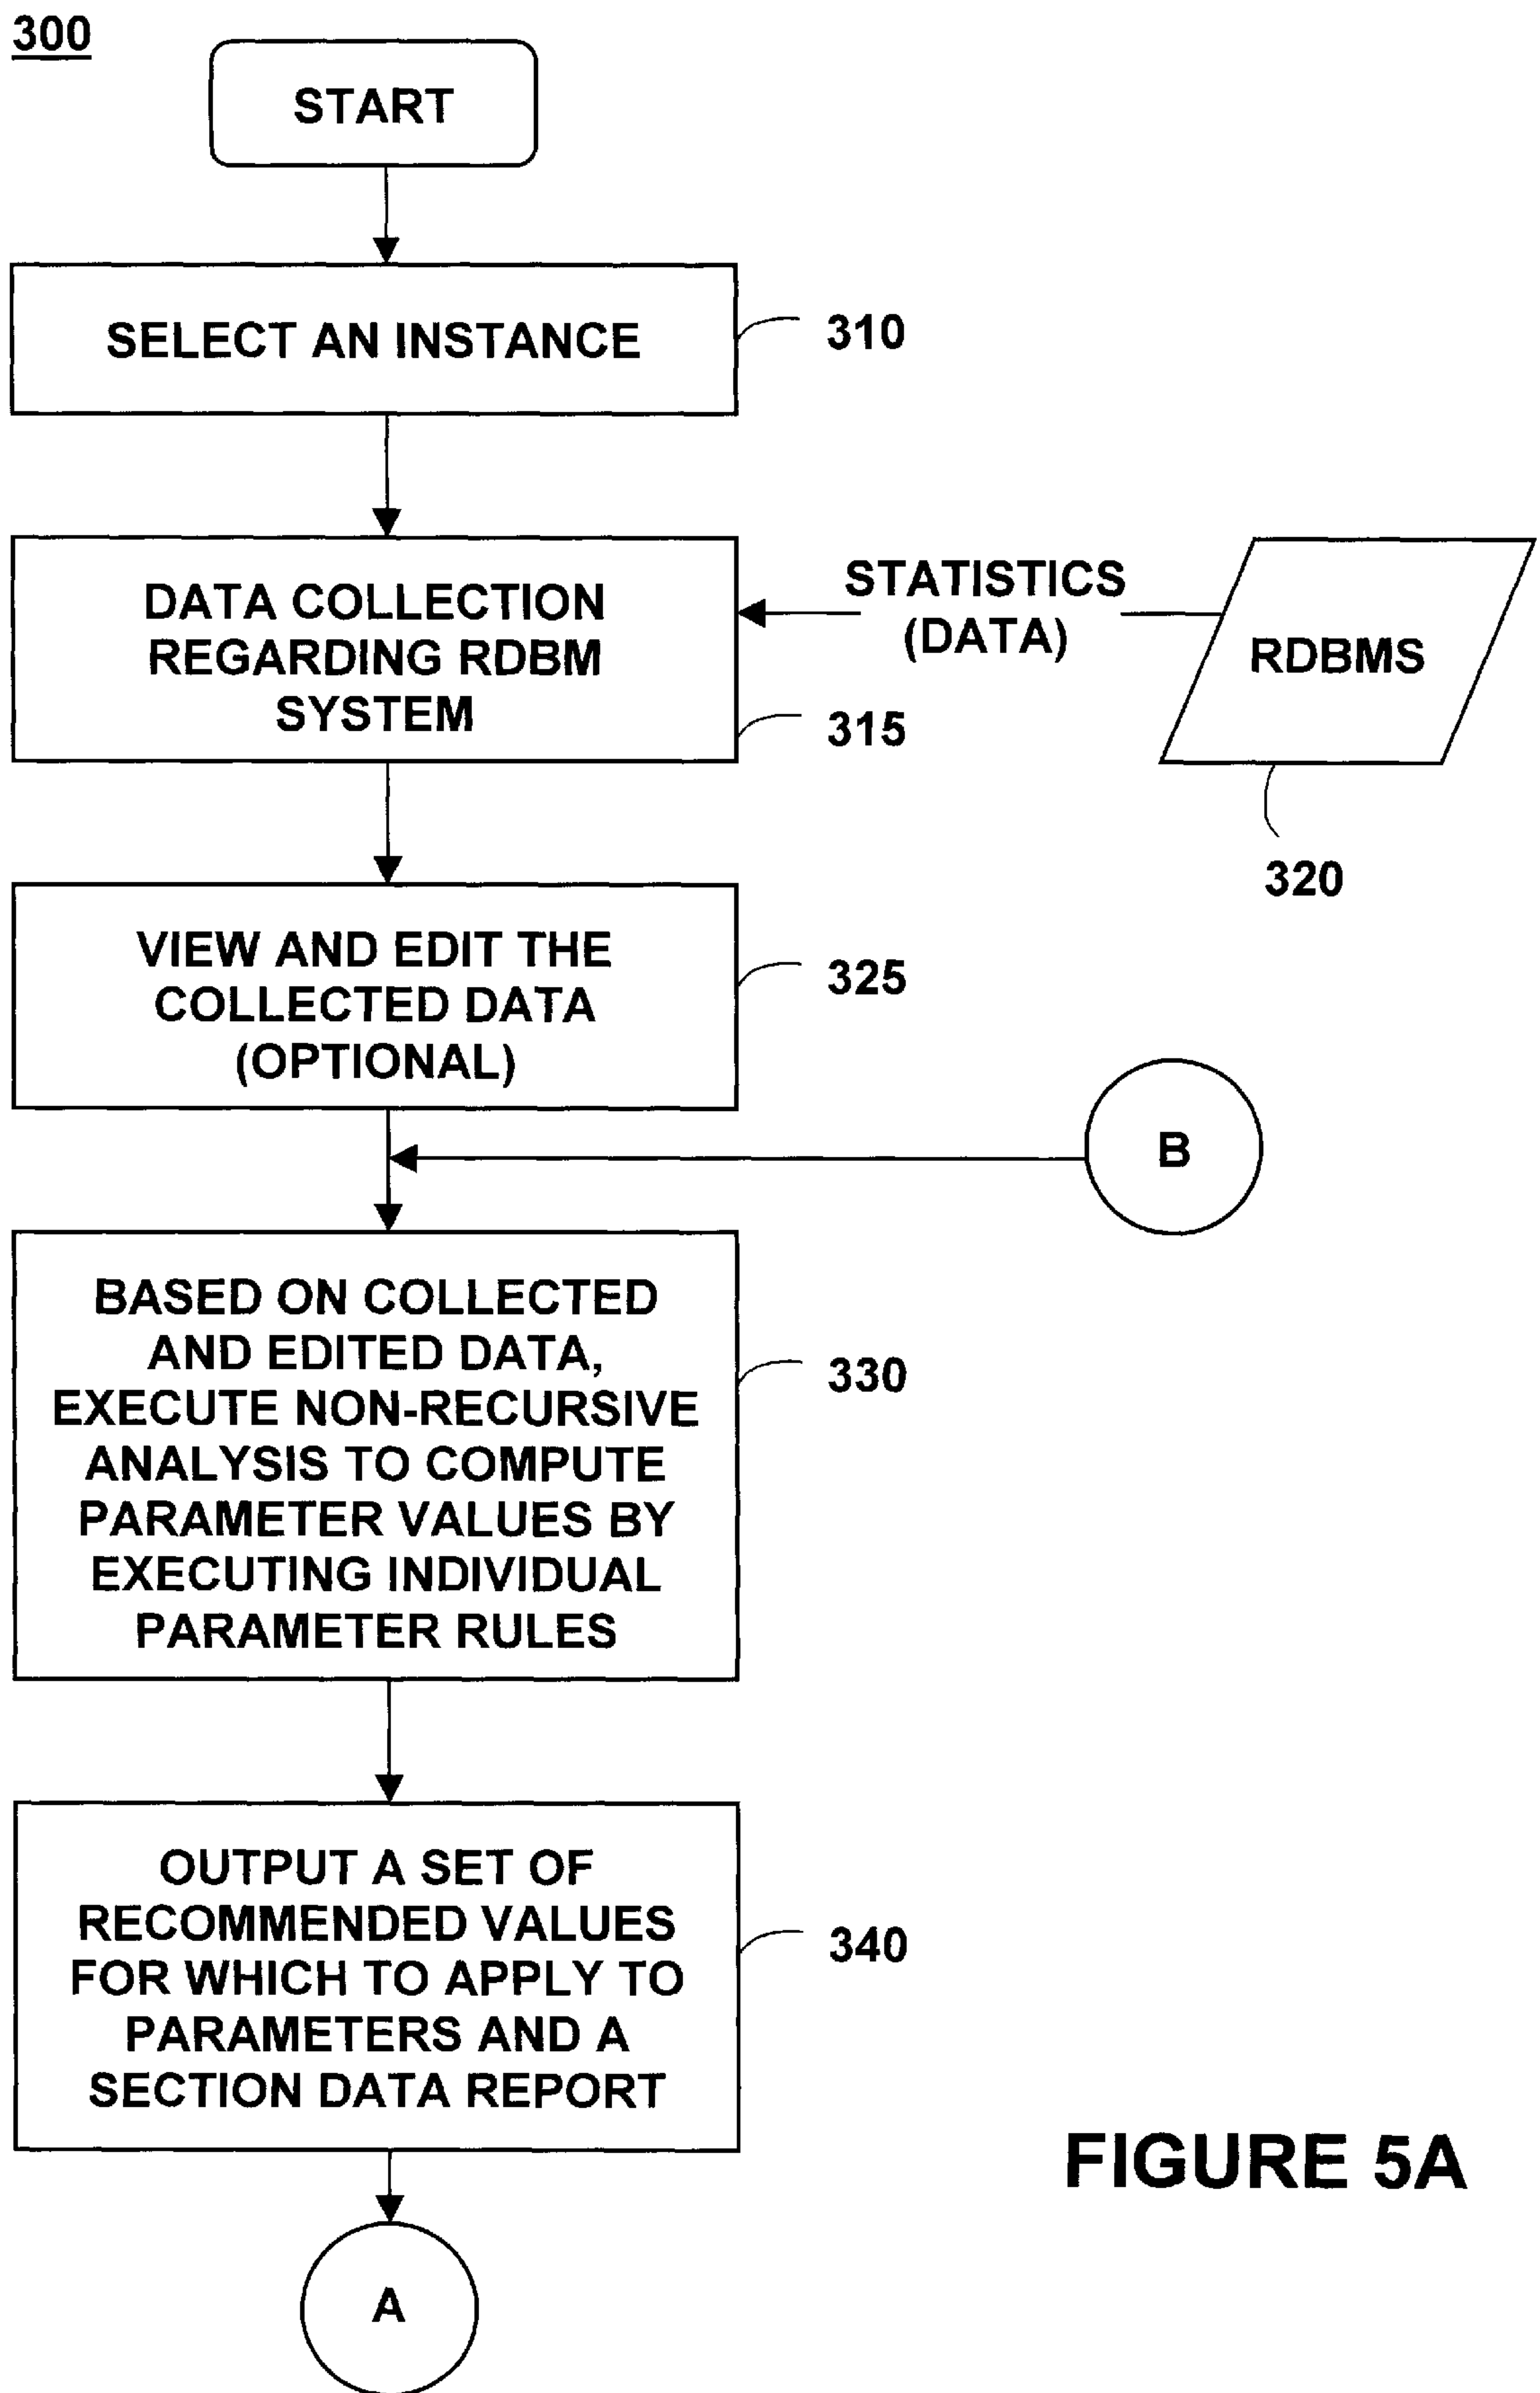 300
START
SELECT AN INSTANCE
310
DATA COLLECTION
REGARDING RDBM
SYSTEM
315
STATISTICS
(DATA)
RDBMS
320
VIEW AND EDIT THE
COLLECTED DATA
(OPTIONAL)
325
B
BASED ON COLLECTED
AND EDITED DATA,
EXECUTE NON-RECURSIVE
ANALYSIS TO COMPUTE
PARAMETER VALUES BY
EXECUTING INDIVIDUAL
PARAMETER RULES
330
OUTPUT A SET OF
RECOMMENDED VALUES
FOR WHICH TO APPLY TO
PARAMETERS AND A
SECTION DATA REPORT
340
FIGURE 5A
A